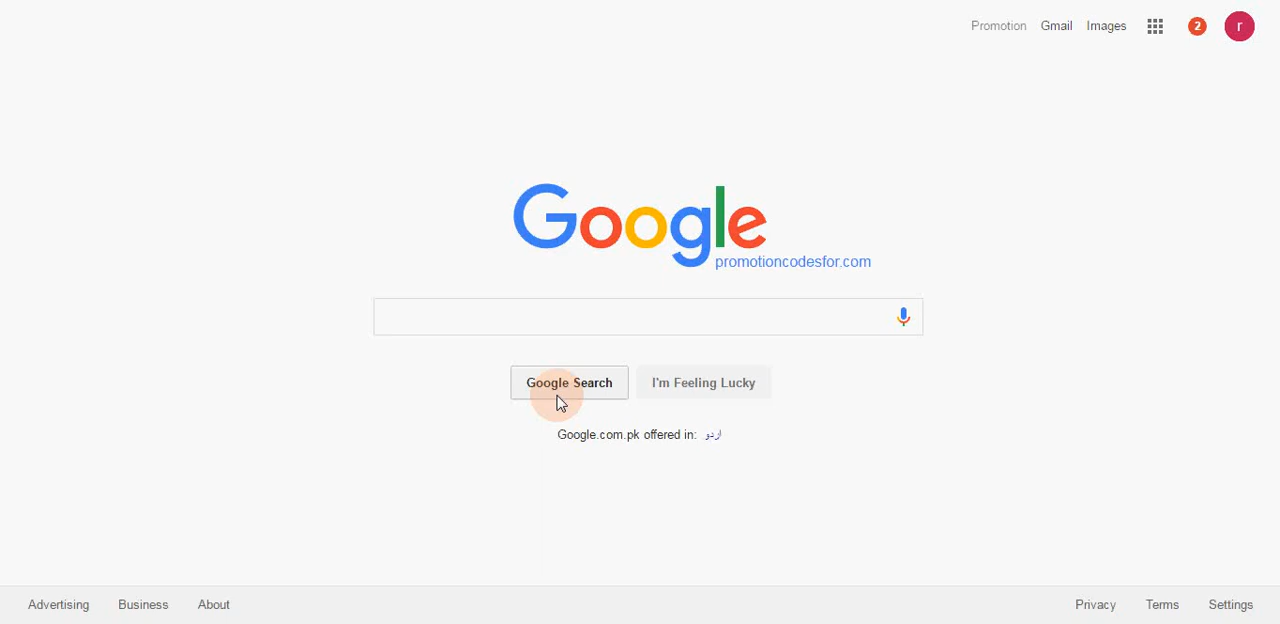 Promotion Gmail Images 2 r
Google
promotioncodesfor.com
Google Search I'm Feeling Lucky
Google.com.pk offered in: اردو
Advertising Business About Privacy Terms Settings